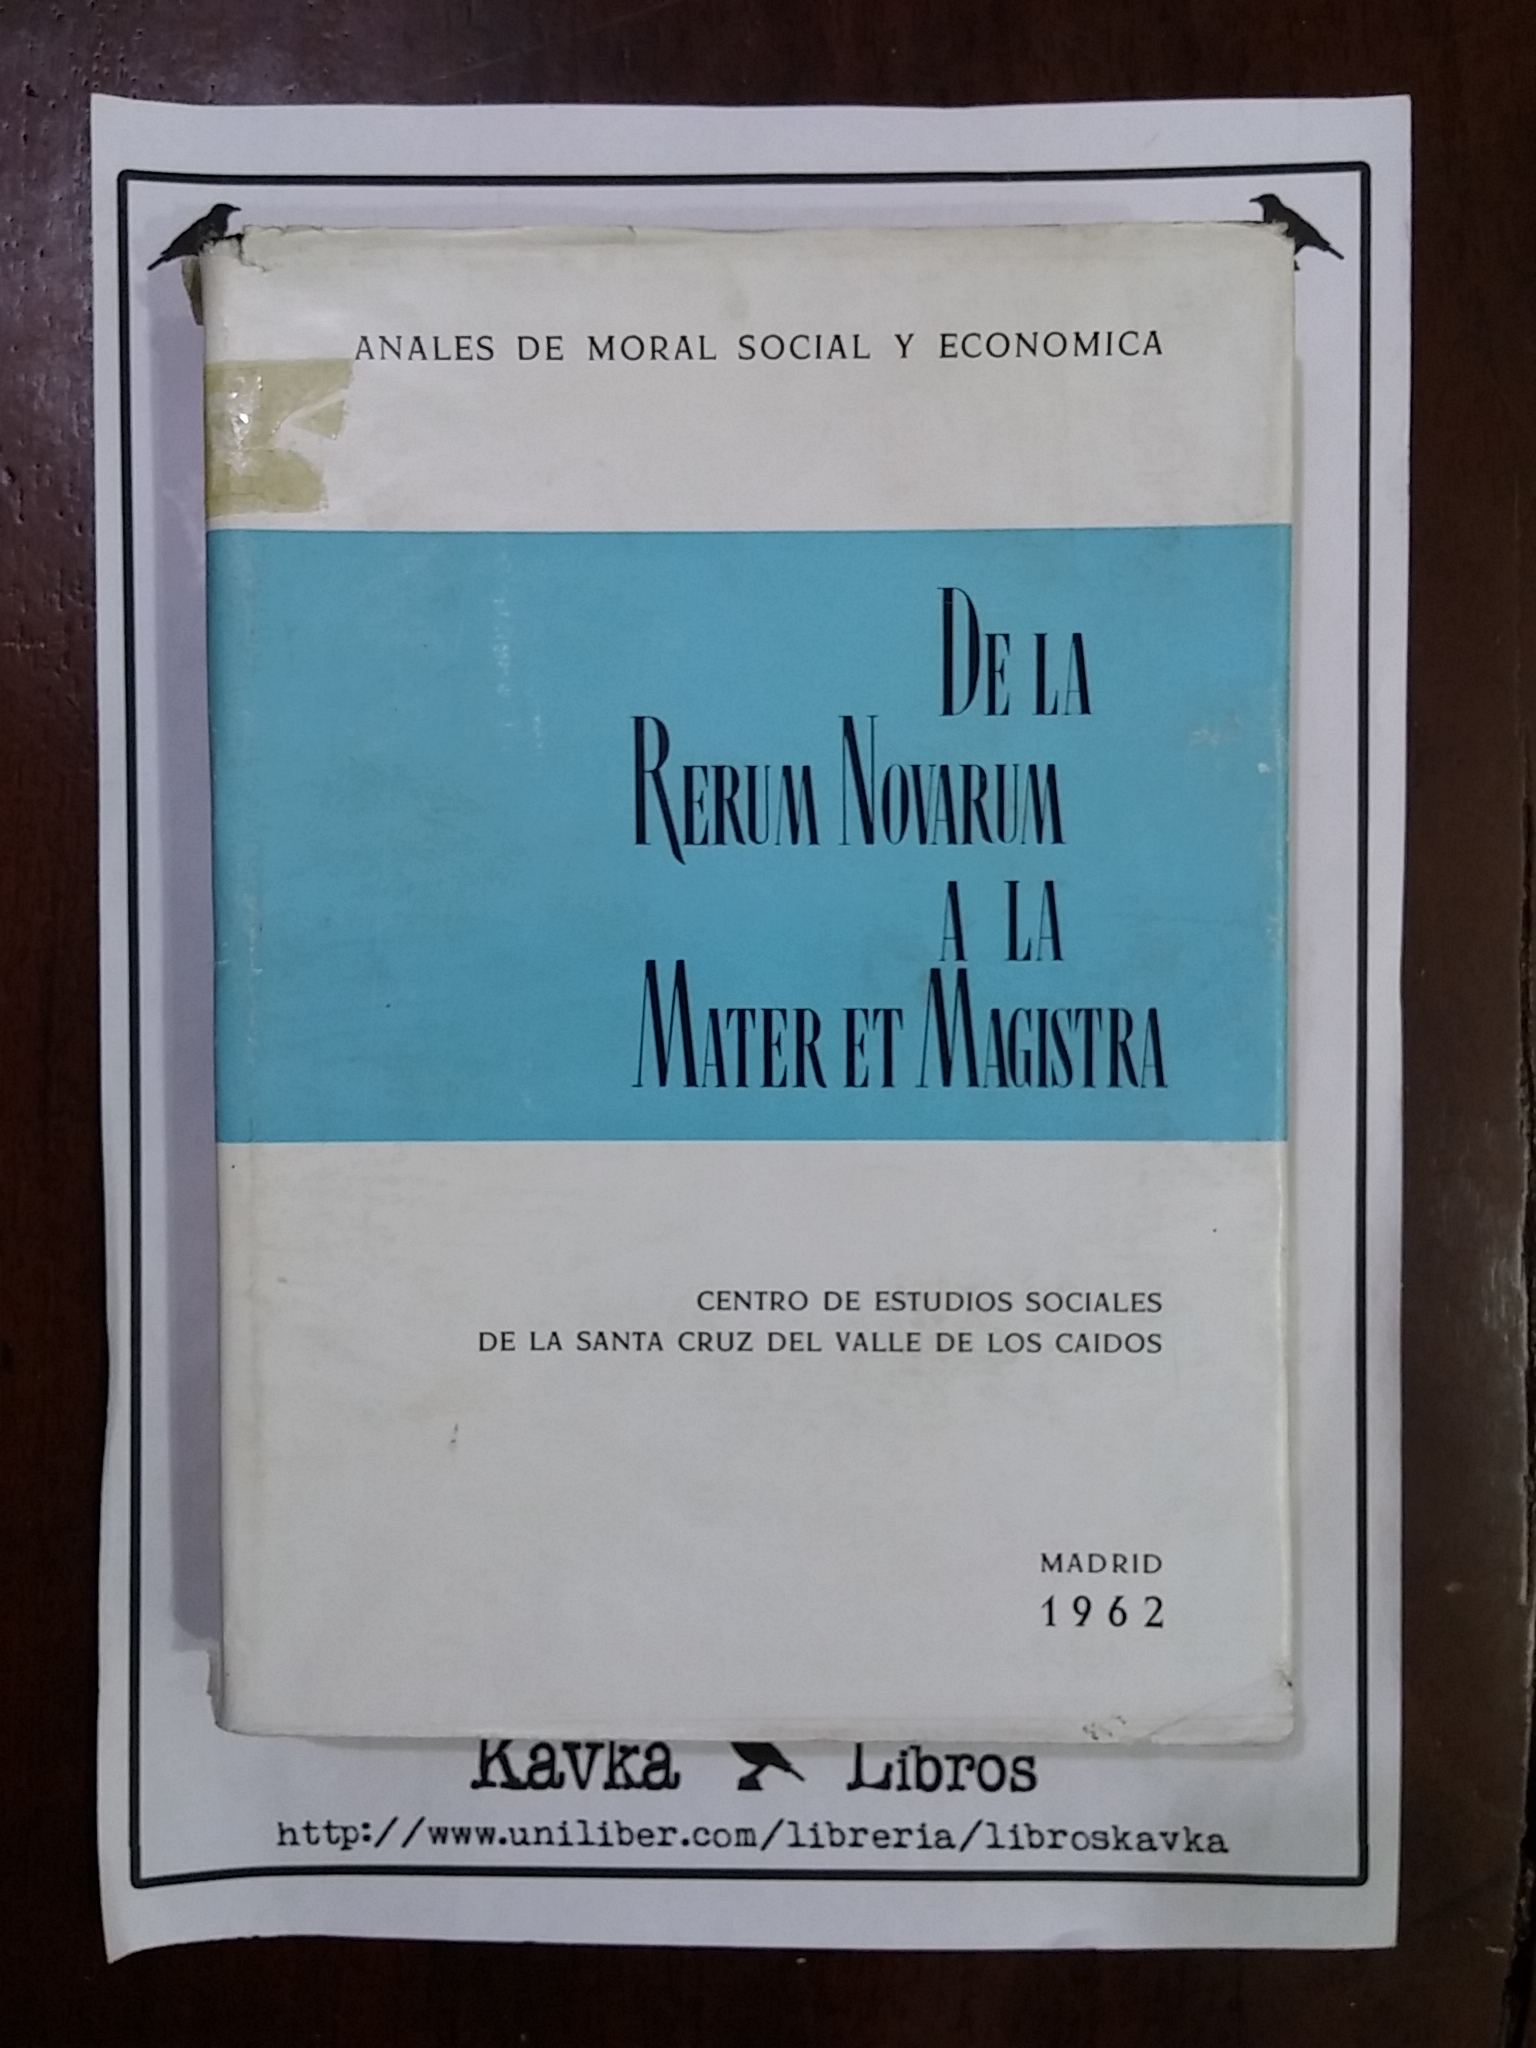 ANALES DE MORAL SOCIAL Y ECONOMICA
DE LA
RERUM NOVARUM
A LA
MATER ET MAGISTRA
CENTRO DE ESTUDIOS SOCIALES
DE LA SANTA CRUZ DEL VALLE DE LOS CAIDOS
MADRID
1962
Kavka Libros
http://www.uniliber.com/libreria/libroskavka